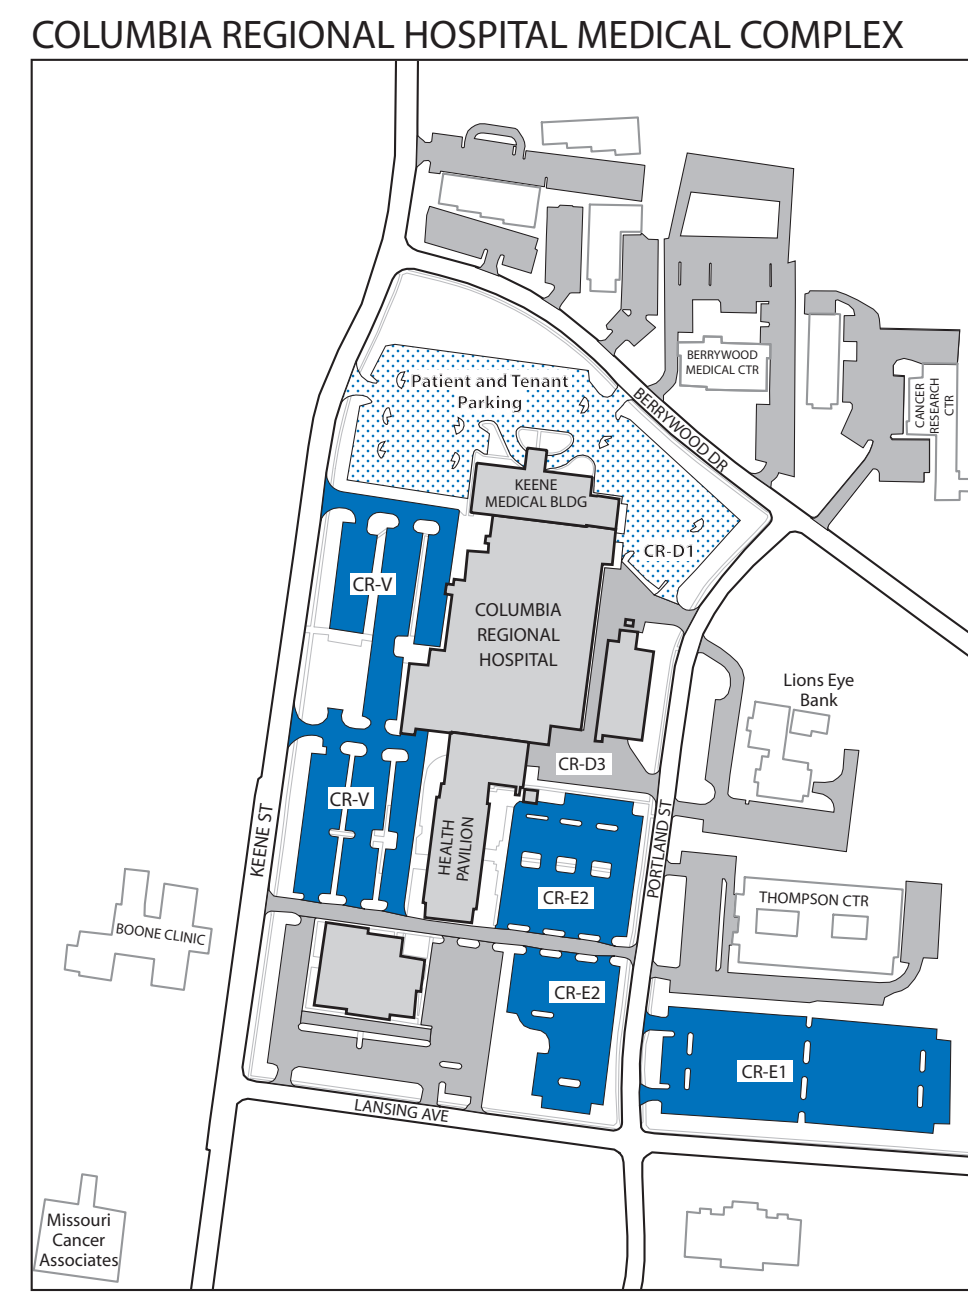 COLUMBIA REGIONAL HOSPITAL MEDICAL COMPLEX
BERRYWOOD
MEDICAL CTR
Patient and Tenant
Parking
CANCER
RESEARCH
CTR
BERRYWOOD DR
KEENE
MEDICAL BLDG
CR-D1
CR-V
COLUMBIA
REGIONAL
HOSPITAL
Lions Eye
Bank
CR-D3
CR-V
KEENE ST
HEALTH
PAVILION
PORTLAND ST
CR-E2
THOMPSON CTR
BOONE CLINIC
CR-E2
CR-E1
LANSING AVE
Missouri
Cancer
Associates